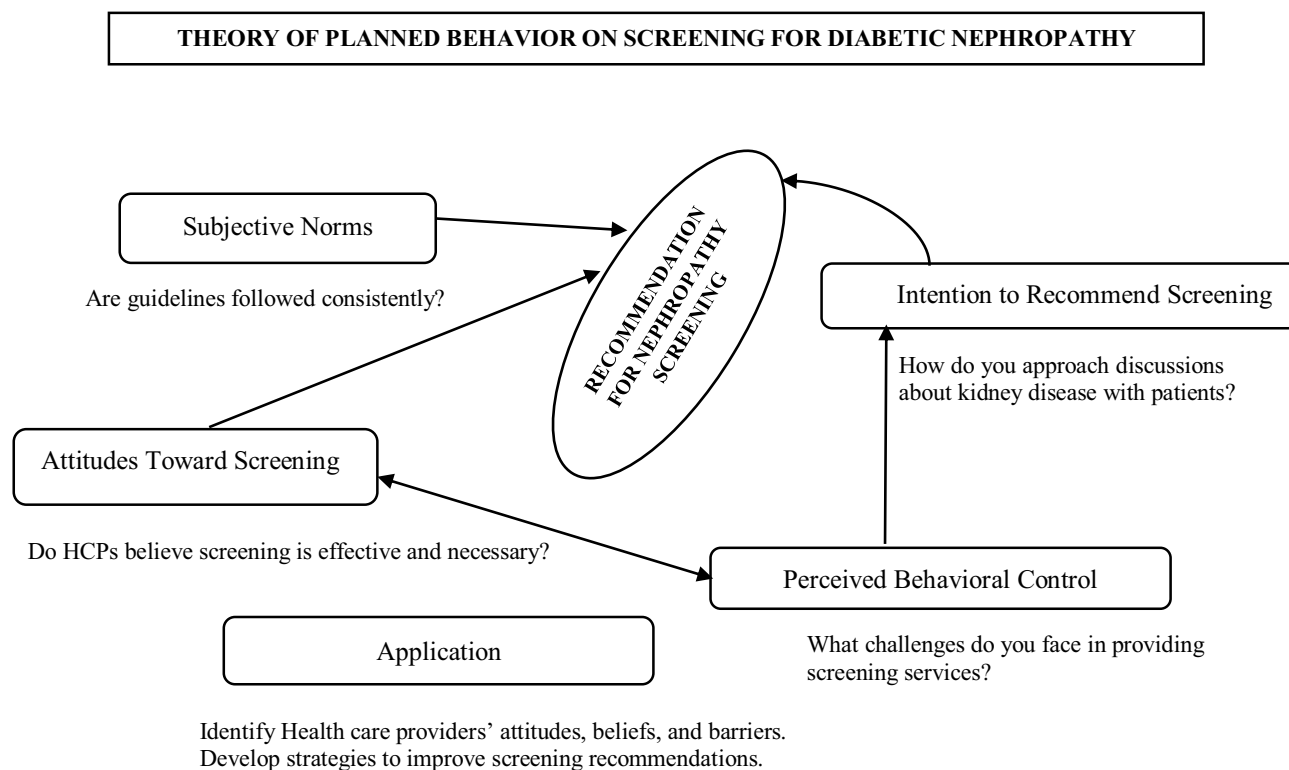 THEORY OF PLANNED BEHAVIOR ON SCREENING FOR DIABETIC NEPHROPATHY
Subjective Norms
Are guidelines followed consistently?
RECOMMENDATION
FOR NEPHROPATHY
SCREENING
Intention to Recommend Screening
How do you approach discussions
about kidney disease with patients?
Attitudes Toward Screening
Do HCPs believe screening is effective and necessary?
Perceived Behavioral Control
What challenges do you face in providing
screening services?
Application
Identify Health care providers’ attitudes, beliefs, and barriers.
Develop strategies to improve screening recommendations.